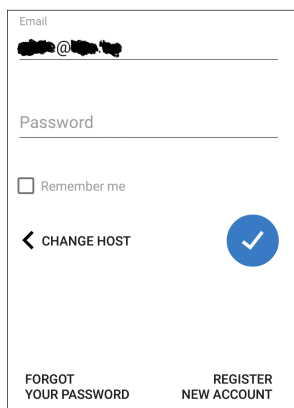 Email
@
Password
Remember me
CHANGE HOST
FORGOT
YOUR PASSWORD
REGISTER
NEW ACCOUNT